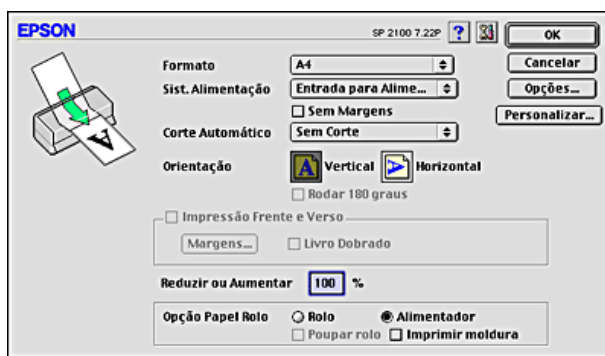 EPSON SP 2100 7.22P ? OK
Formato A4 Cancelar
Sist. Alimentação Entrada para Alime... Opções...
Sem Margens Personalizar...
Corte Automático Sem Corte
Orientação A Vertical A Horizontal
Rodar 180 graus
Impressão Frente e Verso
Margens... Livro Dobrado
Reduzir ou Aumentar 100 %
Opção Papel Rolo Rolo Alimentador
Poupar rolo Imprimir moldura
A